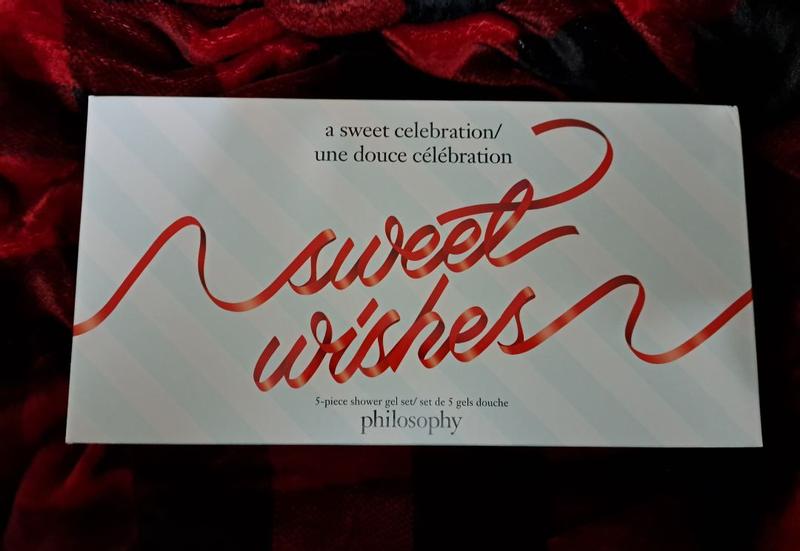 a sweet celebration/
une douce célébration
sweet
wishes
5-piece shower gel set/ set de 5 gels douche
philosophy